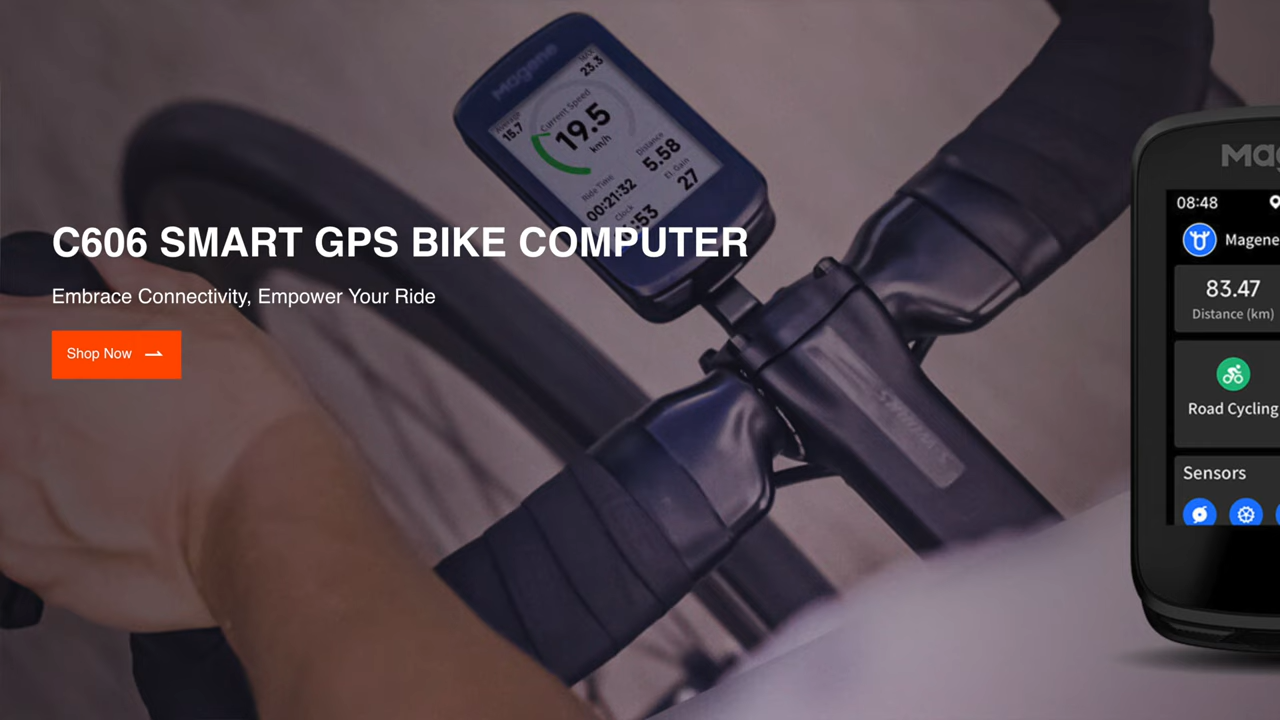 Magene
MAX
23.3
Average
15.7
Current Speed
19.5
km/h
Distance
5.58
Ride Time
00:21:32
El. Gain
27
Clock
:53
C606 SMART GPS BIKE COMPUTER
Embrace Connectivity, Empower Your Ride
Shop Now
08:48
Magene
83.47
Distance (km)
Road Cycling
Sensors